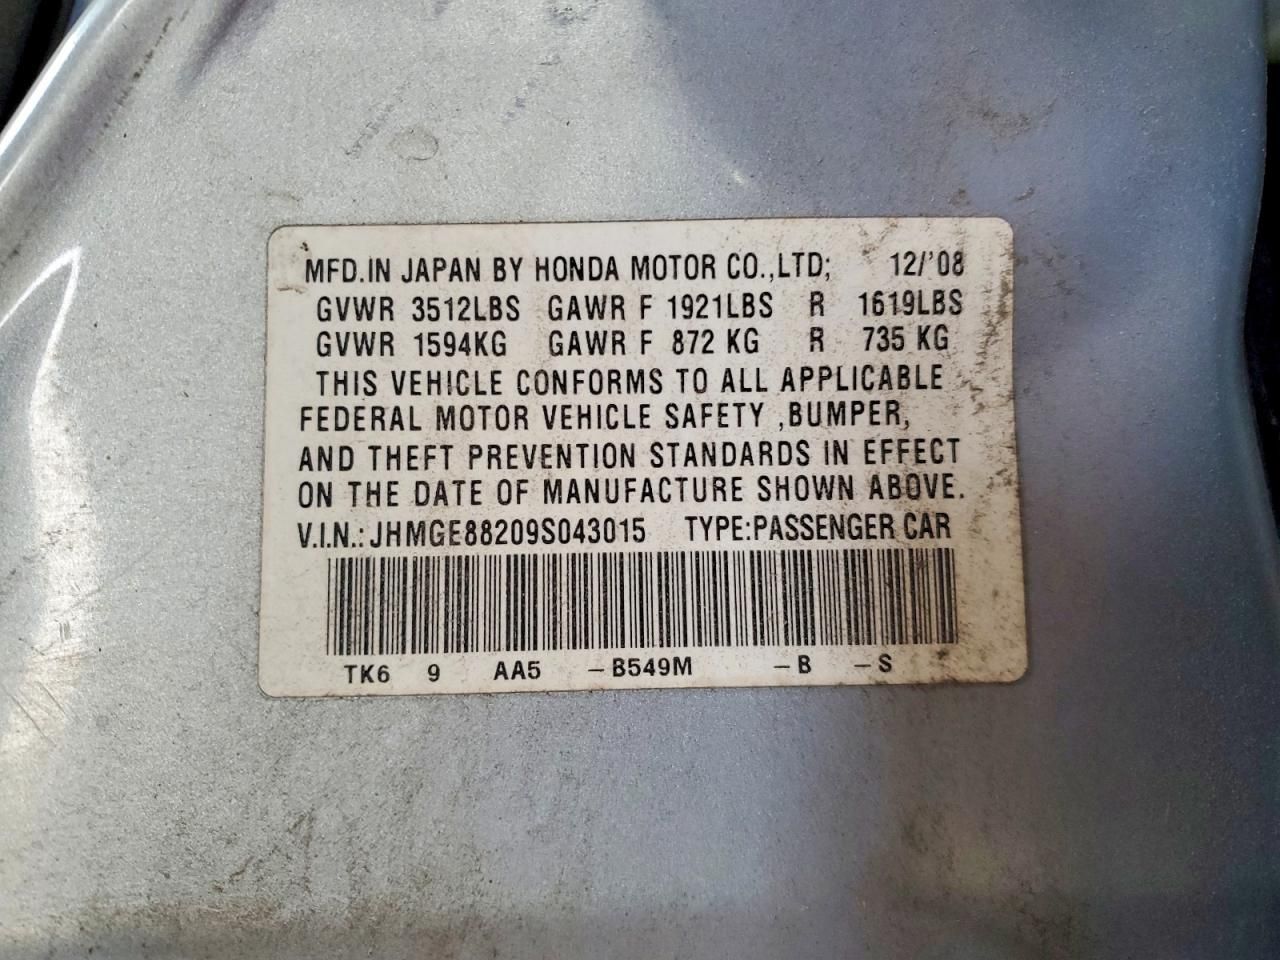 MFD.IN JAPAN BY HONDA MOTOR CO.,LTD; 12/'08
GVWR 3512LBS GAWR F 1921LBS R 1619LBS
GVWR 1594KG GAWR F 872 KG R 735 KG
THIS VEHICLE CONFORMS TO ALL APPLICABLE
FEDERAL MOTOR VEHICLE SAFETY ,BUMPER,
AND THEFT PREVENTION STANDARDS IN EFFECT
ON THE DATE OF MANUFACTURE SHOWN ABOVE.
V.I.N.: JHMGE88209S043015 TYPE:PASSENGER CAR
TK6 9 AA5 –B549M –B –S